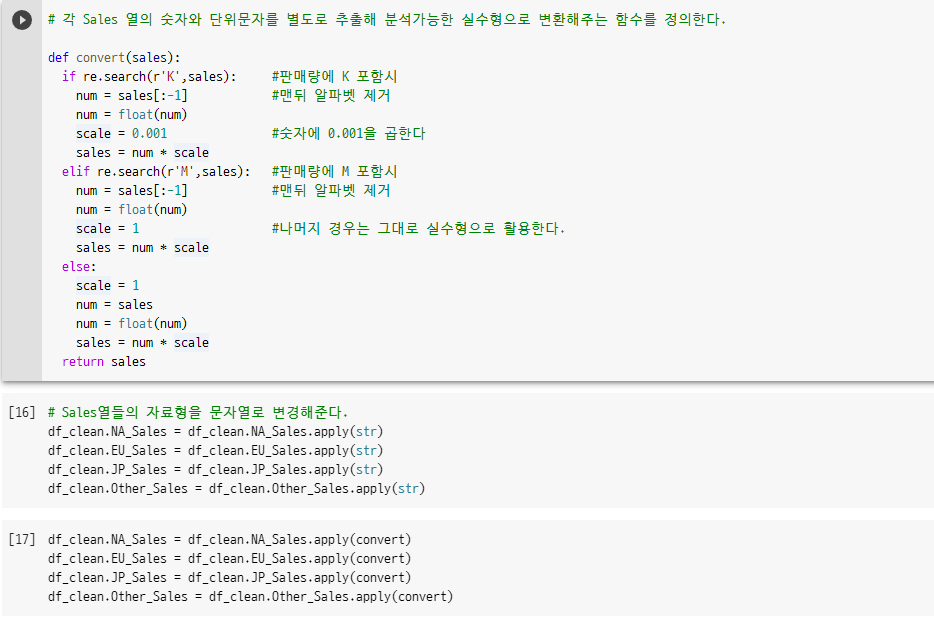 # 각 Sales 열의 숫자와 단위문자를 별도로 추출해 분석가능한 실수형으로 변환해주는 함수를 정의한다.
def convert(sales):
if re.search(r'K',sales): #판매량에 K 포함시
num = sales[:-1] #맨뒤 알파벳 제거
num = float(num)
scale = 0.001 #숫자에 0.001을 곱한다
sales = num * scale
elif re.search(r'M',sales): #판매량에 M 포함시
num = sales[:-1] #맨뒤 알파벳 제거
num = float(num)
scale = 1 #나머지 경우는 그대로 실수형으로 활용한다.
sales = num * scale
else:
scale = 1
num = sales
num = float(num)
sales = num * scale
return sales
[16] # Sales열들의 자료형을 문자열로 변경해준다.
df_clean.NA_Sales = df_clean.NA_Sales.apply(str)
df_clean.EU_Sales = df_clean.EU_Sales.apply(str)
df_clean.JP_Sales = df_clean.JP_Sales.apply(str)
df_clean.Other_Sales = df_clean.Other_Sales.apply(str)
[17] df_clean.NA_Sales = df_clean.NA_Sales.apply(convert)
df_clean.EU_Sales = df_clean.EU_Sales.apply(convert)
df_clean.JP_Sales = df_clean.JP_Sales.apply(convert)
df_clean.Other_Sales = df_clean.Other_Sales.apply(convert)